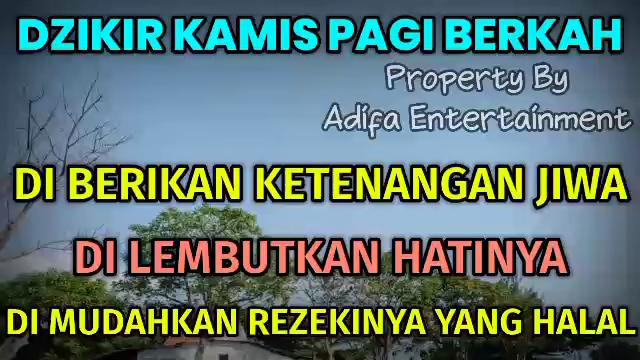 DZIKIR KAMIS PAGI BERKAH
Property By
Adifa Entertainment
DI BERIKAN KETENANGAN JIWA
DI LEMBUTKAN HATINYA
DI MUDAHKAN REZEKINYA YANG HALAL